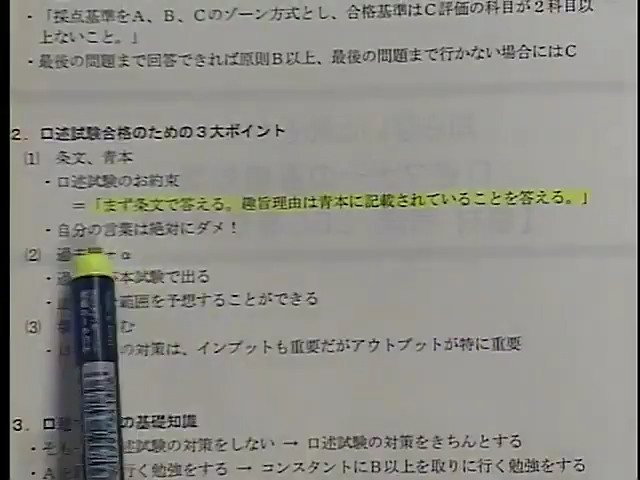 ・「採点基準をA、B、Cのゾーン方式とし、合格基準はC評価の科目が2科目以
上ないこと。」
・最後の問題まで回答できれば原則B以上、最後の問題まで行かない場合にはC
2．口述試験合格のための3大ポイント
(1) 条文、青本
・口述試験のお約束
＝「まず条文で答える。趣旨理由は青本に記載されていることを答える。」
・自分の言葉は絶対にダメ！
(2) 過去＋α
・本試験で出る
・範囲を予想することができる
(3) む
・の対策は、インプットも重要だがアウトプットが特に重要
3．口の基礎知識
・そ述試験の対策をしない → 口述試験の対策をきちんとする
・A行く勉強をする → コンスタントにB以上を取りに行く勉強をする